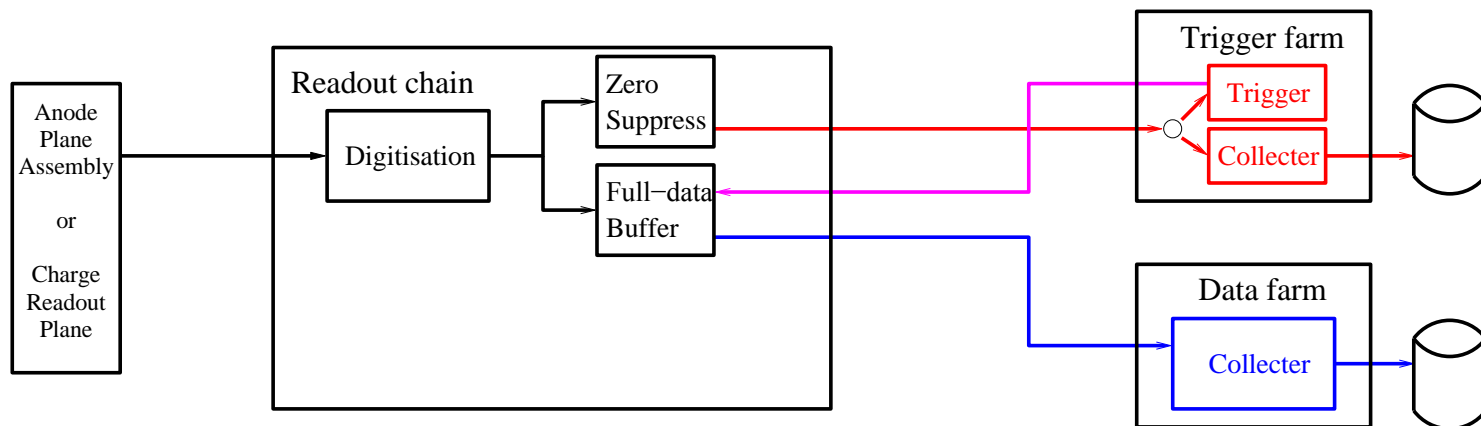 Anode
Plane
Assembly
or
Charge
Readout
Plane
Readout chain
Digitisation
Zero
Suppress
Full−data
Buffer
Trigger farm
Trigger
Collecter
Data farm
Collecter